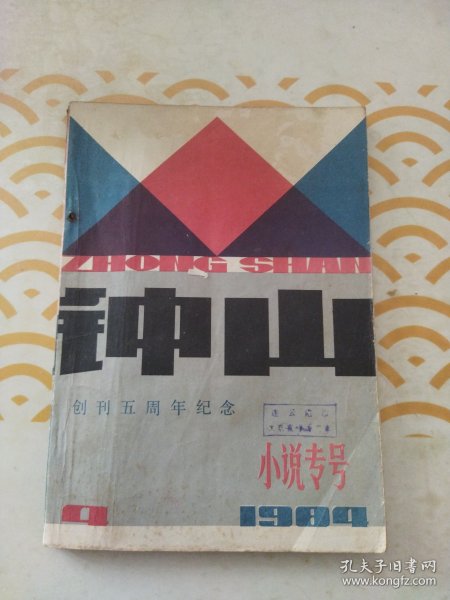 ZHONG SHAN
钟山
创刊五周年纪念
小说专号
4 1984
孔夫子旧书网
www.kongfz.com